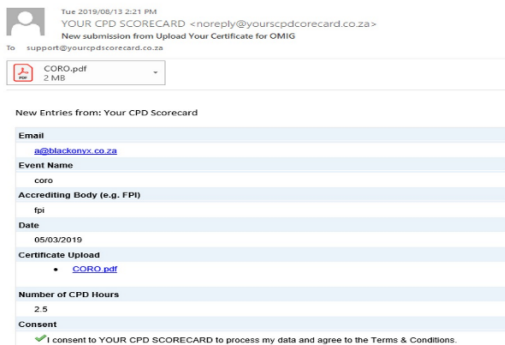 Tue 2019/08/13 2:21 PM
YOUR CPD SCORECARD <noreply@yourscpdcorecard.co.za>
New submission from Upload Your Certificate for OMIG
To support@yourcpdscorecard.co.za
CORO.pdf
2 MB
New Entries from: Your CPD Scorecard
Email
a@blackonyx.co.za
Event Name
coro
Accrediting Body (e.g. FPI)
fpi
Date
05/03/2019
Certificate Upload
• CORO.pdf
Number of CPD Hours
2.5
Consent
✔I consent to YOUR CPD SCORECARD to process my data and agree to the Terms & Conditions.